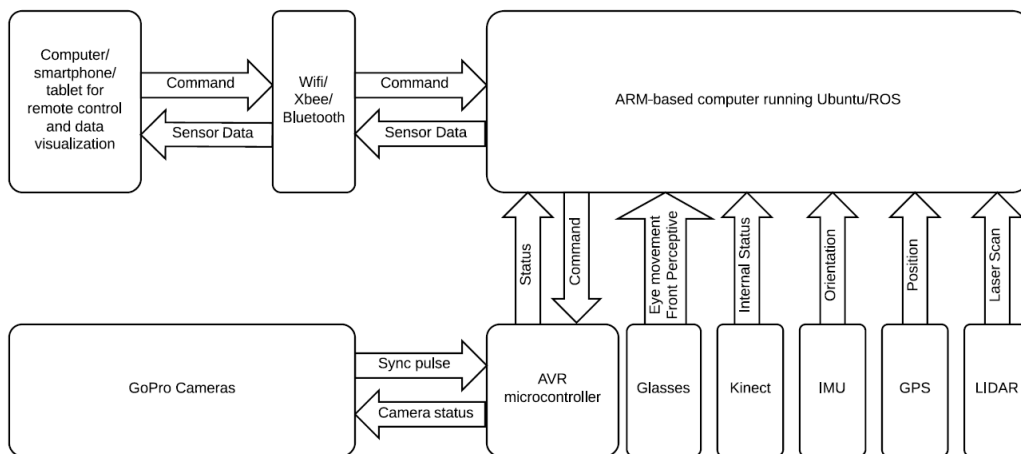 Computer/
smartphone/
tablet for
remote control
and data
visualization
Command
Sensor Data
Wifi/
Xbee/
Bluetooth
Command
Sensor Data
ARM-based computer running Ubuntu/ROS
Status
Command
Eye movement
Front Perceptive
Internal Status
Orientation
Position
Laser Scan
GoPro Cameras
Sync pulse
Camera status
AVR
microcontroller
Glasses
Kinect
IMU
GPS
LIDAR